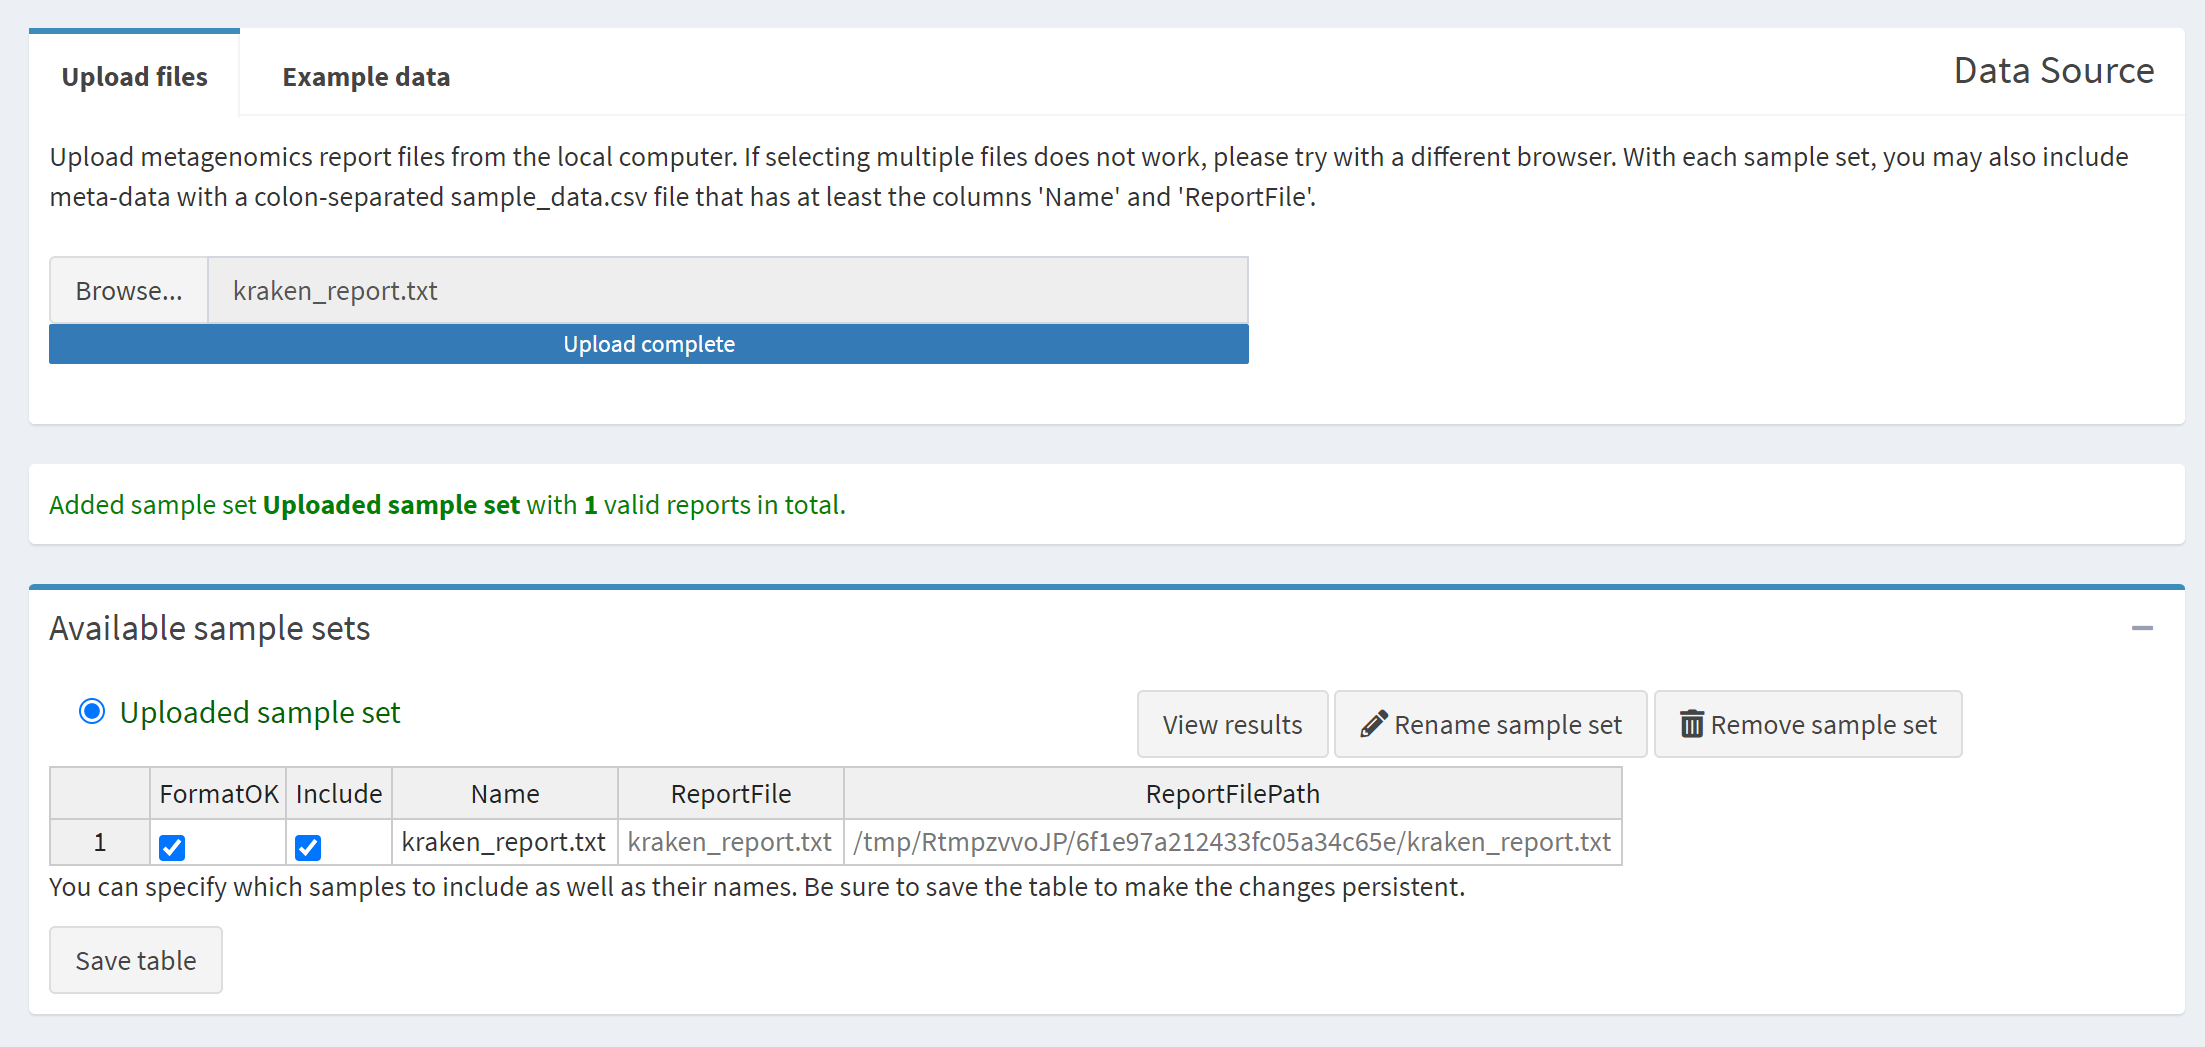 Upload files
Example data
Data Source
Upload metagenomics report files from the local computer. If selecting multiple files does not work, please try with a different browser. With each sample set, you may also include
meta-data with a colon-separated sample_data.csv file that has at least the columns 'Name' and 'ReportFile'.
Browse...
kraken_report.txt
Upload complete
Added sample set Uploaded sample set with 1 valid reports in total.
Available sample sets
Uploaded sample set
View results
Rename sample set
Remove sample set
FormatOK Include Name ReportFile ReportFilePath
1 kraken_report.txt kraken_report.txt /tmp/RtmpzvvoJP/6f1e97a212433fc05a34c65e/kraken_report.txt
You can specify which samples to include as well as their names. Be sure to save the table to make the changes persistent.
Save table